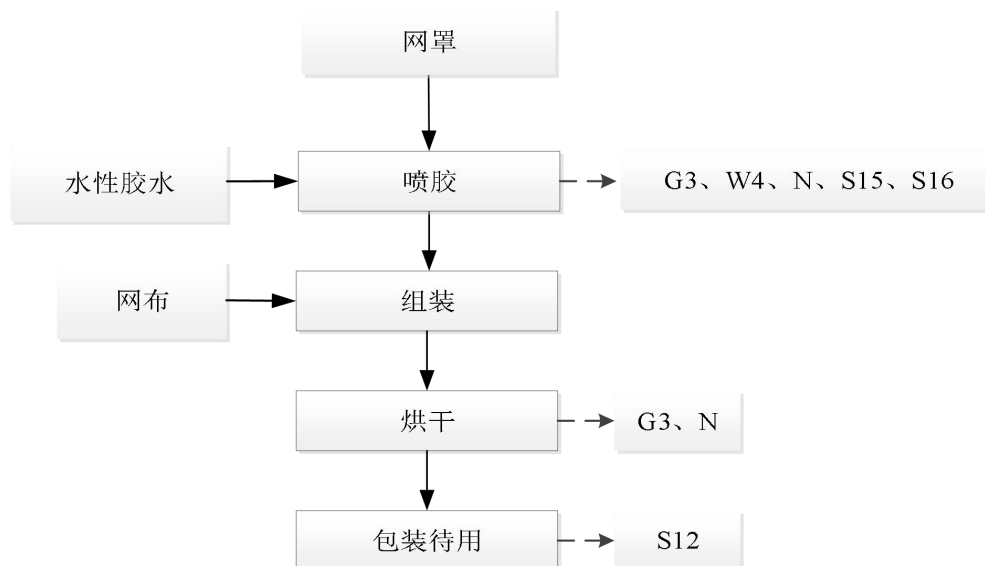 网罩
水性胶水
喷胶
G3、W4、N、S15、S16
网布
组装
烘干
G3、N
包装待用
S12